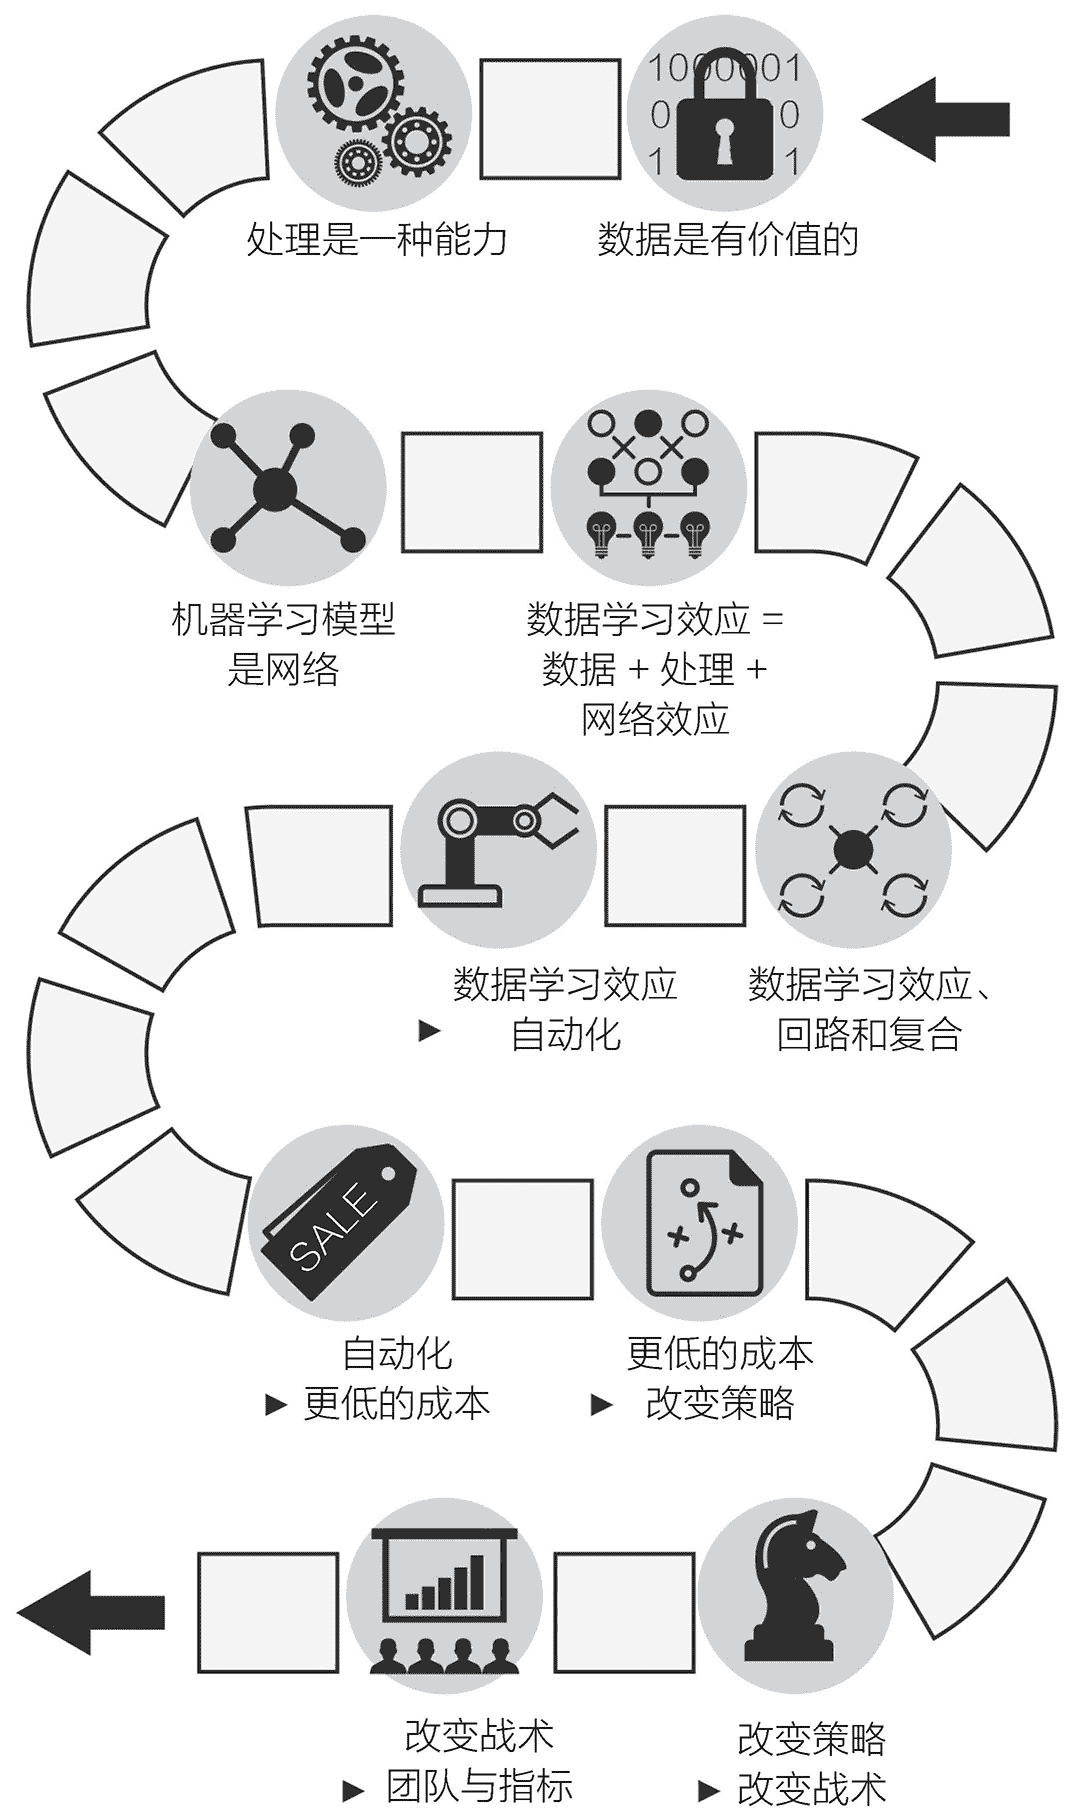 1000001
0 0
1 1
处理是一种能力
数据是有价值的
机器学习模型
是网络
数据学习效应 =
数据 + 处理 +
网络效应
数据学习效应
▶ 自动化
数据学习效应、
回路和复合
SALE
自动化
▶ 更低的成本
更低的成本
▶ 改变策略
改变战术
▶ 团队与指标
改变策略
▶ 改变战术